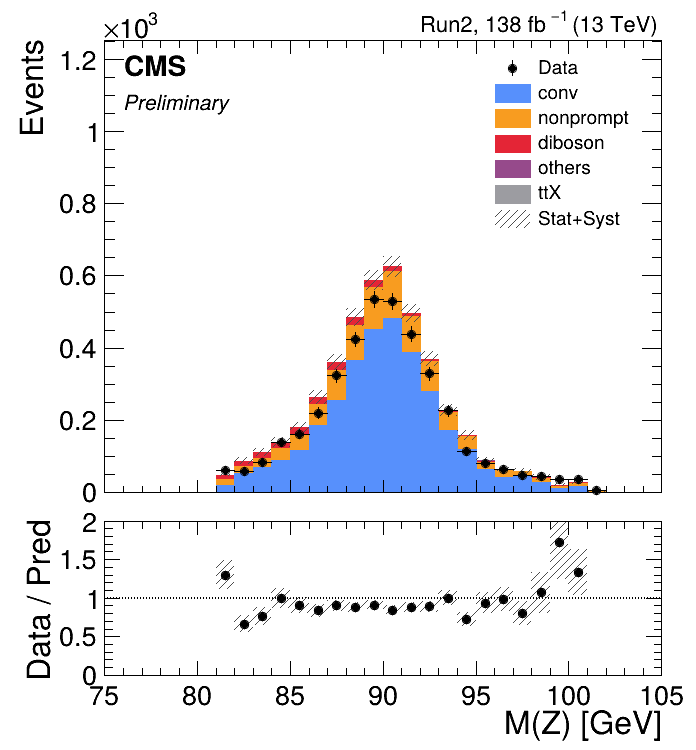 ×10³
Run2, 138 fb⁻¹ (13 TeV)
Events
CMS
Preliminary
Data
conv
nonprompt
diboson
others
ttX
Stat+Syst
1.2
1
0.8
0.6
0.4
0.2
0
Data / Pred
2
1.5
1
0.5
0
75 80 85 90 95 100 105
M(Z) [GeV]